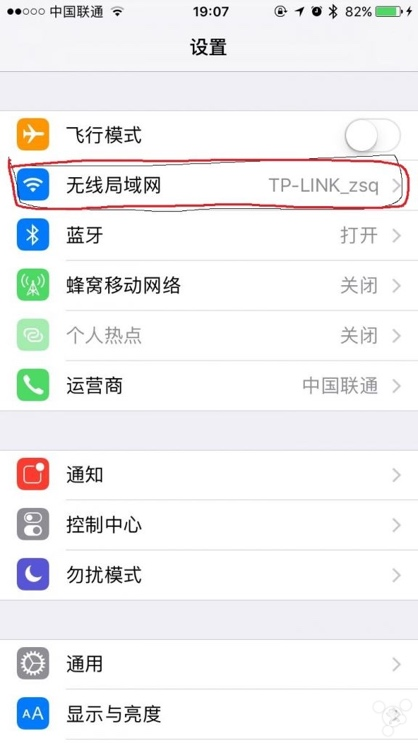 中国联通 19:07 82%
设置
飞行模式
无线局域网 TP-LINK_zsq
蓝牙 打开
蜂窝移动网络 关闭
个人热点 关闭
运营商 中国联通
通知
控制中心
勿扰模式
通用
AA 显示与亮度